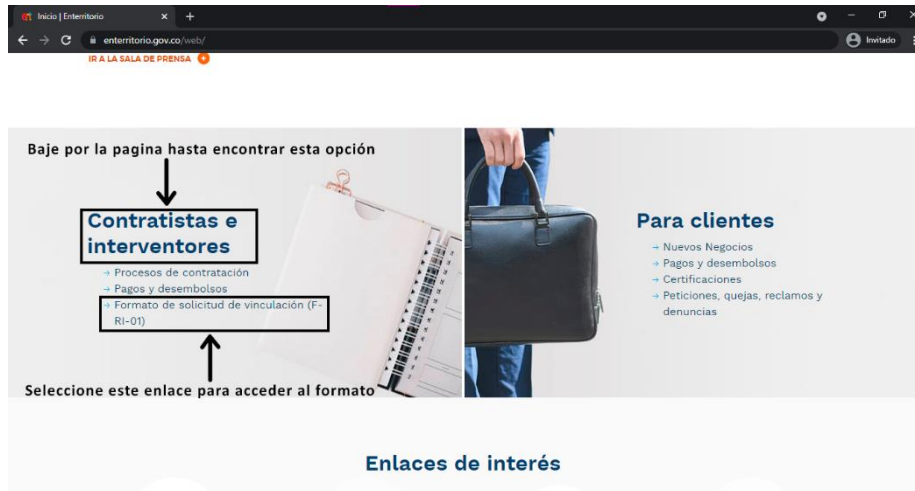 Inicio | Enterritorio
enterritorio.gov.co/web/
Invitado
IR A LA SALA DE PRENSA
Baje por la pagina hasta encontrar esta opción
Contratistas e
interventores
→ Procesos de contratación
→ Pagos y desembolsos
→ Formato de solicitud de vinculación (F-
RI-01)
Seleccione este enlace para acceder al formato
Para clientes
→ Nuevos Negocios
→ Pagos y desembolsos
→ Certificaciones
→ Peticiones, quejas, reclamos y
denuncias
Enlaces de interés